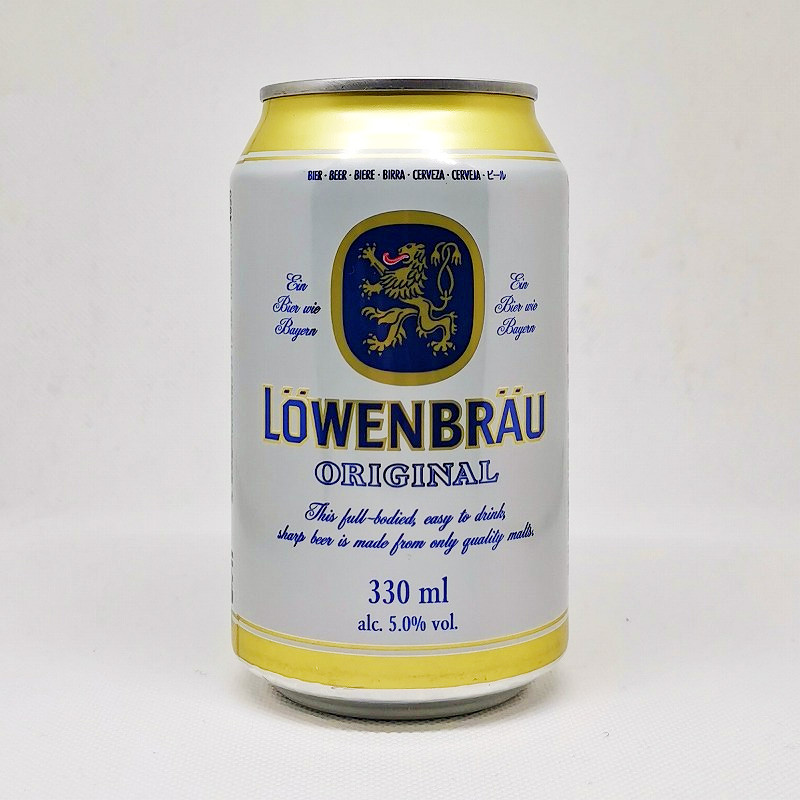 BIER · BEER · BIERE · BIRRA · CERVEZA · CERVEJA · ビール
Ein
Bier wie
Bayern
Ein
Bier wie
Bayern
LÖWENBRÄU
ORIGINAL
This full-bodied, easy to drink,
sharp beer is made from only quality malts.
330 ml
alc. 5.0% vol.